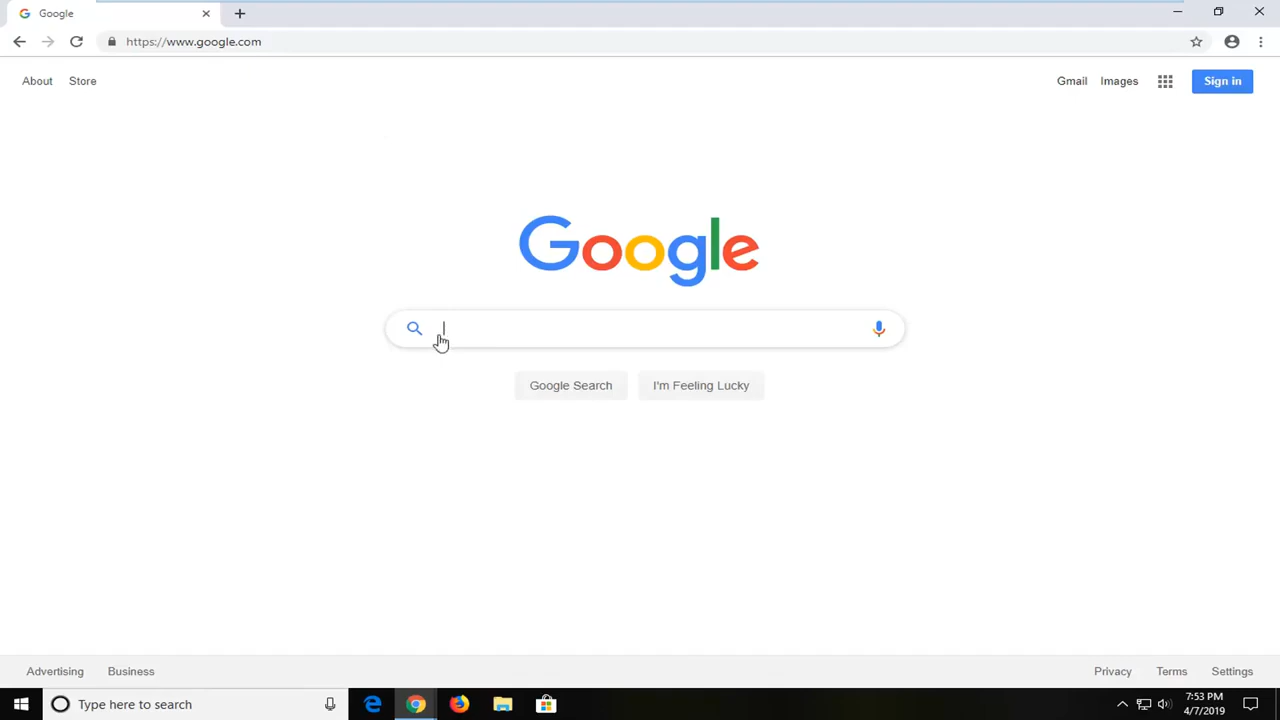 Google
https://www.google.com
About Store Gmail Images Sign in
Google
Google Search I'm Feeling Lucky
Advertising Business Privacy Terms Settings
Type here to search
7:53 PM
4/7/2019